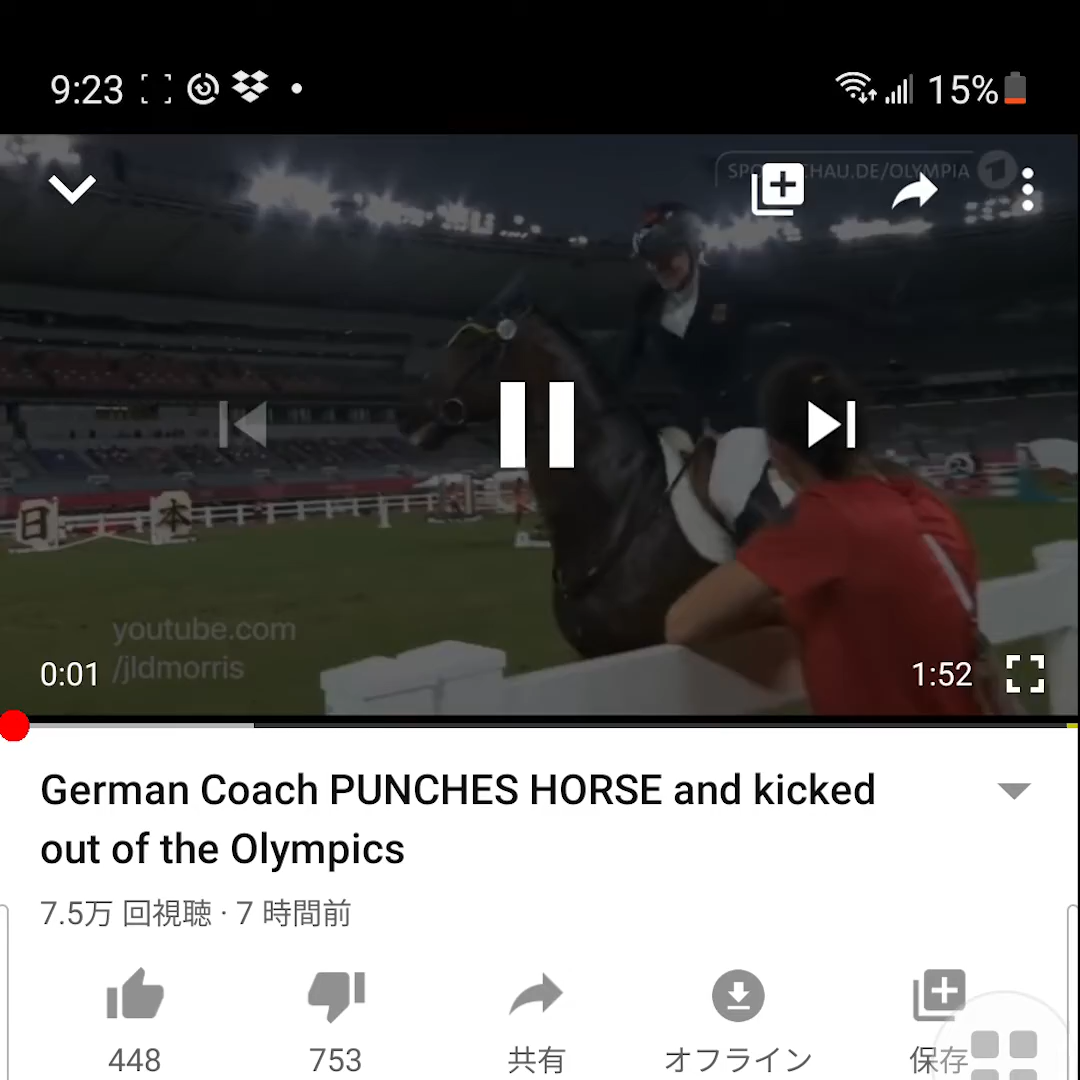 9:23
15%
SPO
CHAU.DE/OLYMPIA
日 本
youtube.com
/jldmorris
0:01
1:52
German Coach PUNCHES HORSE and kicked
out of the Olympics
7.5万 回視聴 · 7 時間前
448 753 共有 オフライン 保存